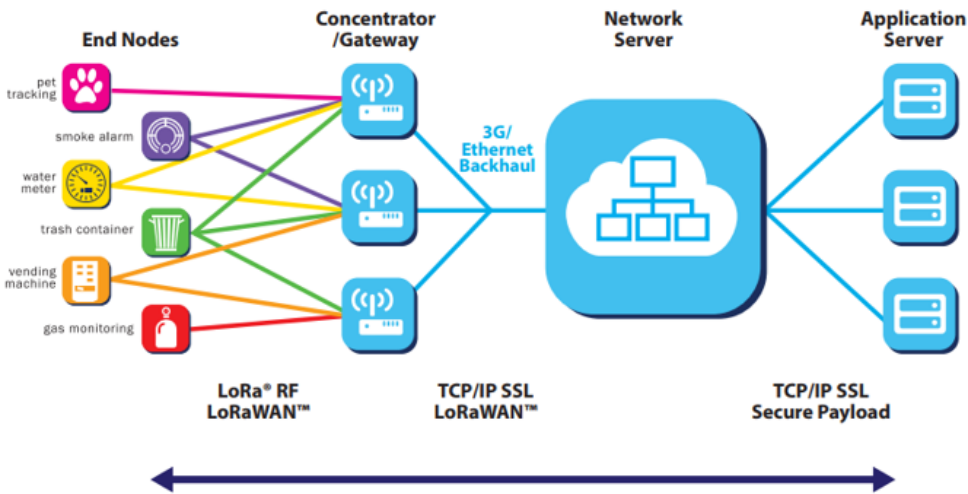 End Nodes
Concentrator
/Gateway
Network
Server
Application
Server
pet
tracking
smoke alarm
water
meter
trash container
vending
machine
gas monitoring
3G/
Ethernet
Backhaul
LoRa® RF
LoRaWAN™
TCP/IP SSL
LoRaWAN™
TCP/IP SSL
Secure Payload